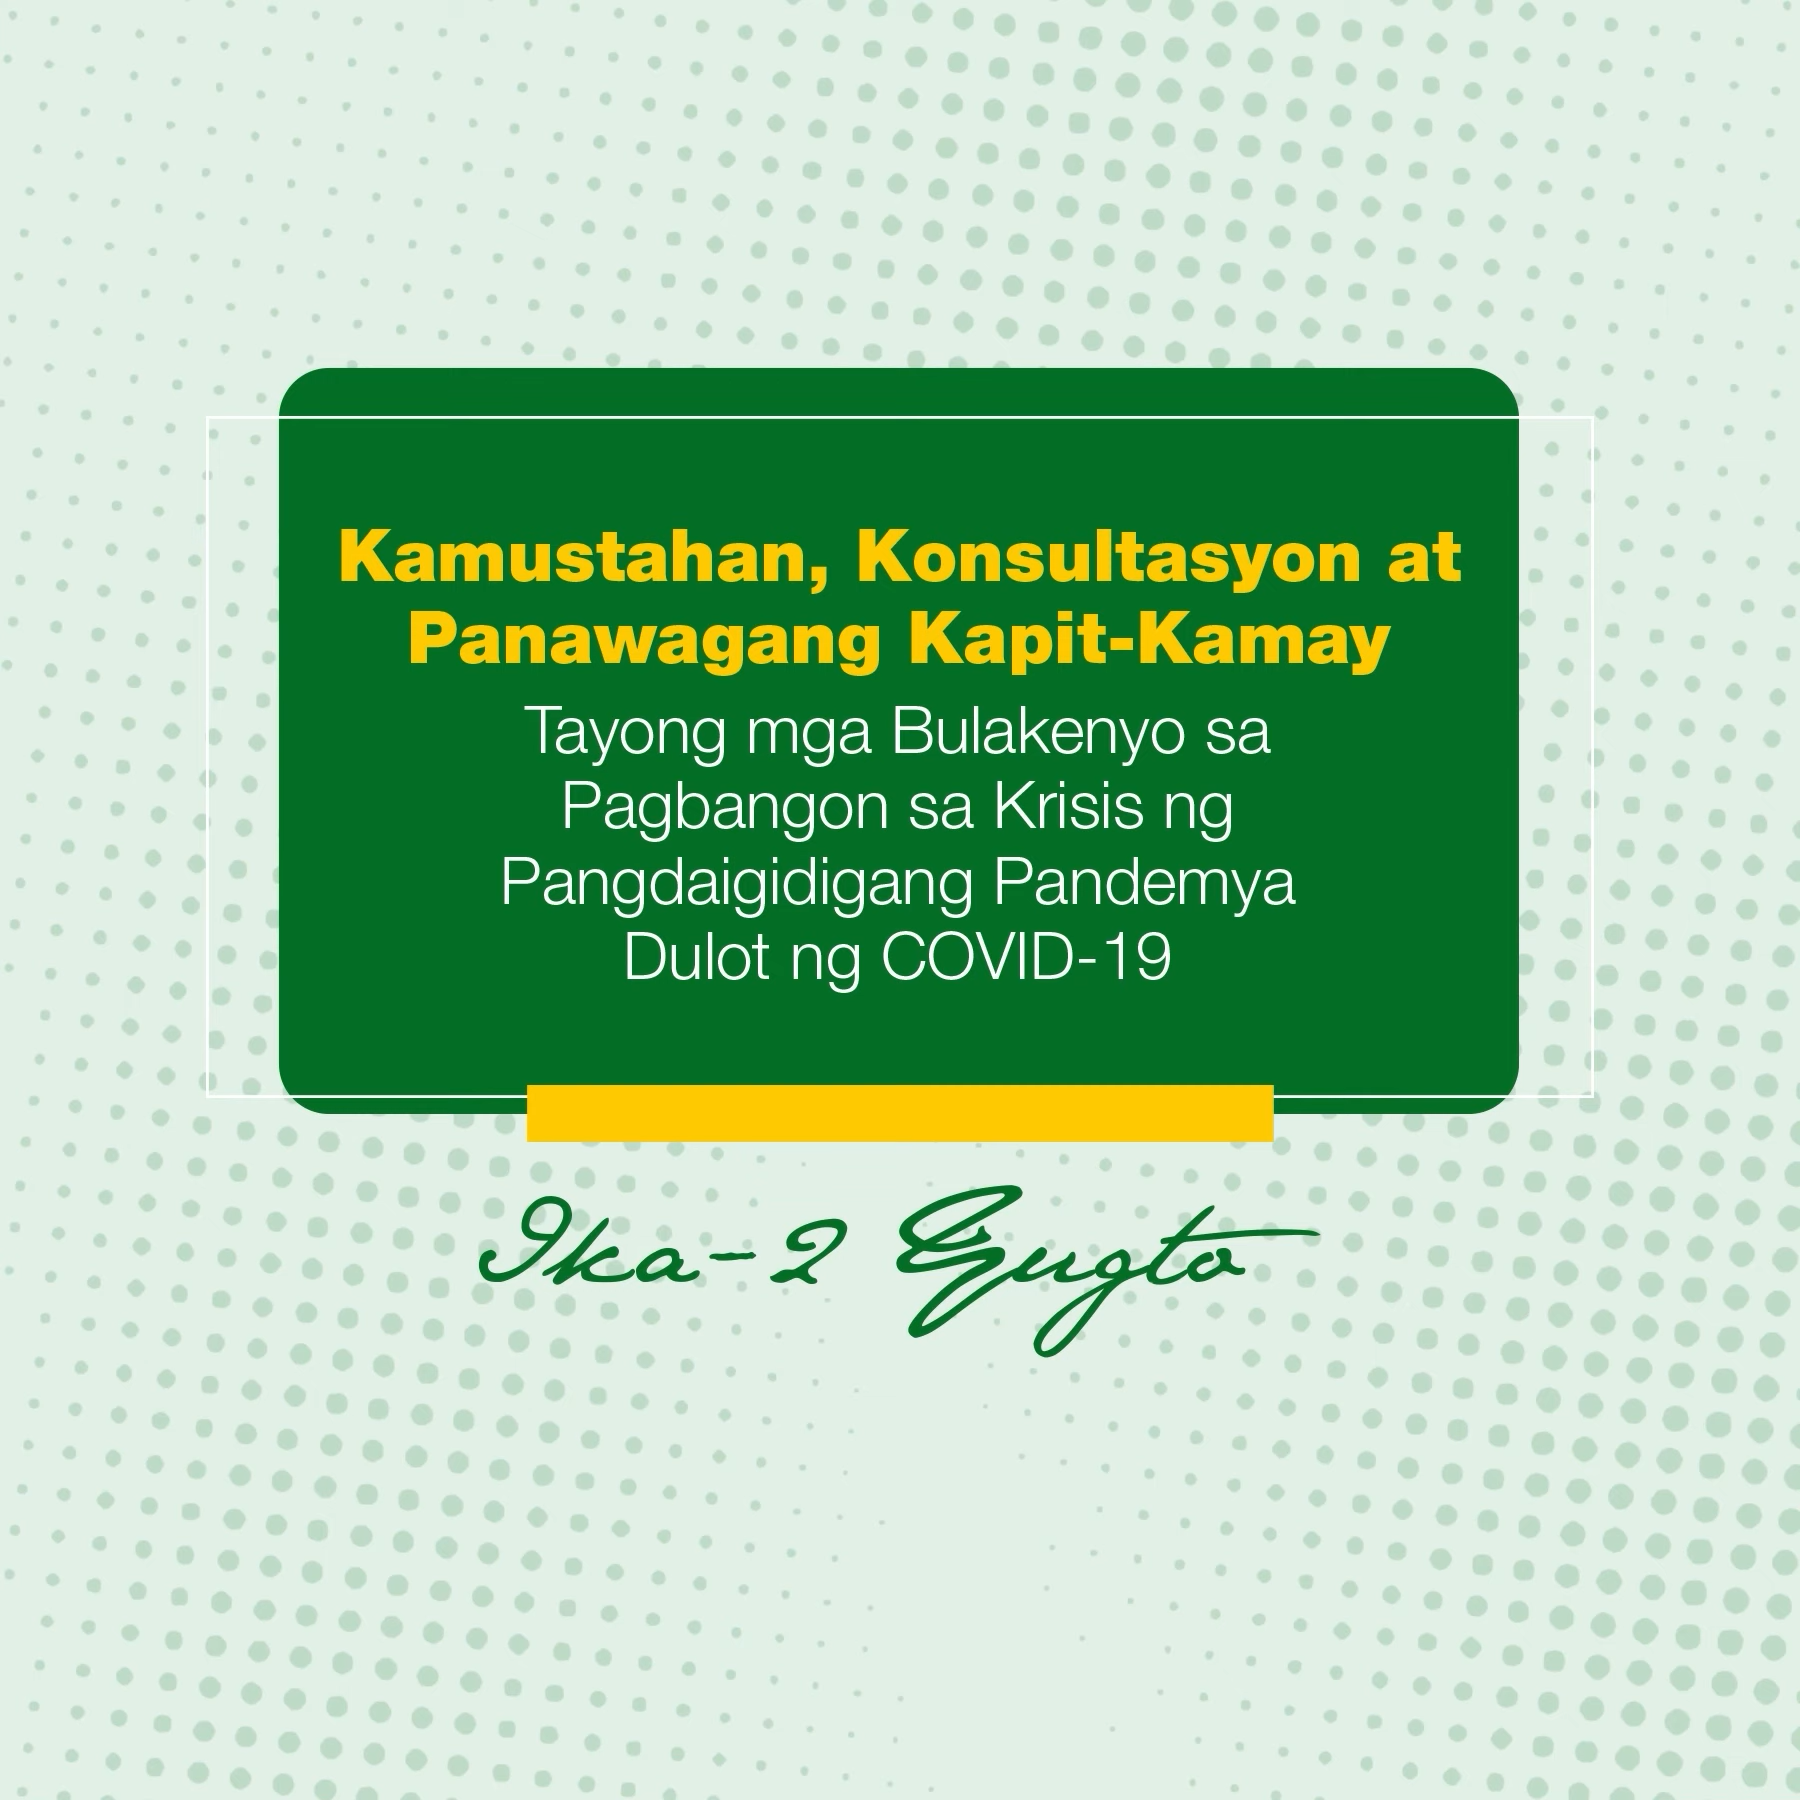 Kamustahan, Konsultasyon at
Panawagang Kapit-Kamay
Tayong mga Bulakenyo sa
Pagbangon sa Krisis ng
Pangdaigidigang Pandemya
Dulot ng COVID-19
Ika-2 Gugto